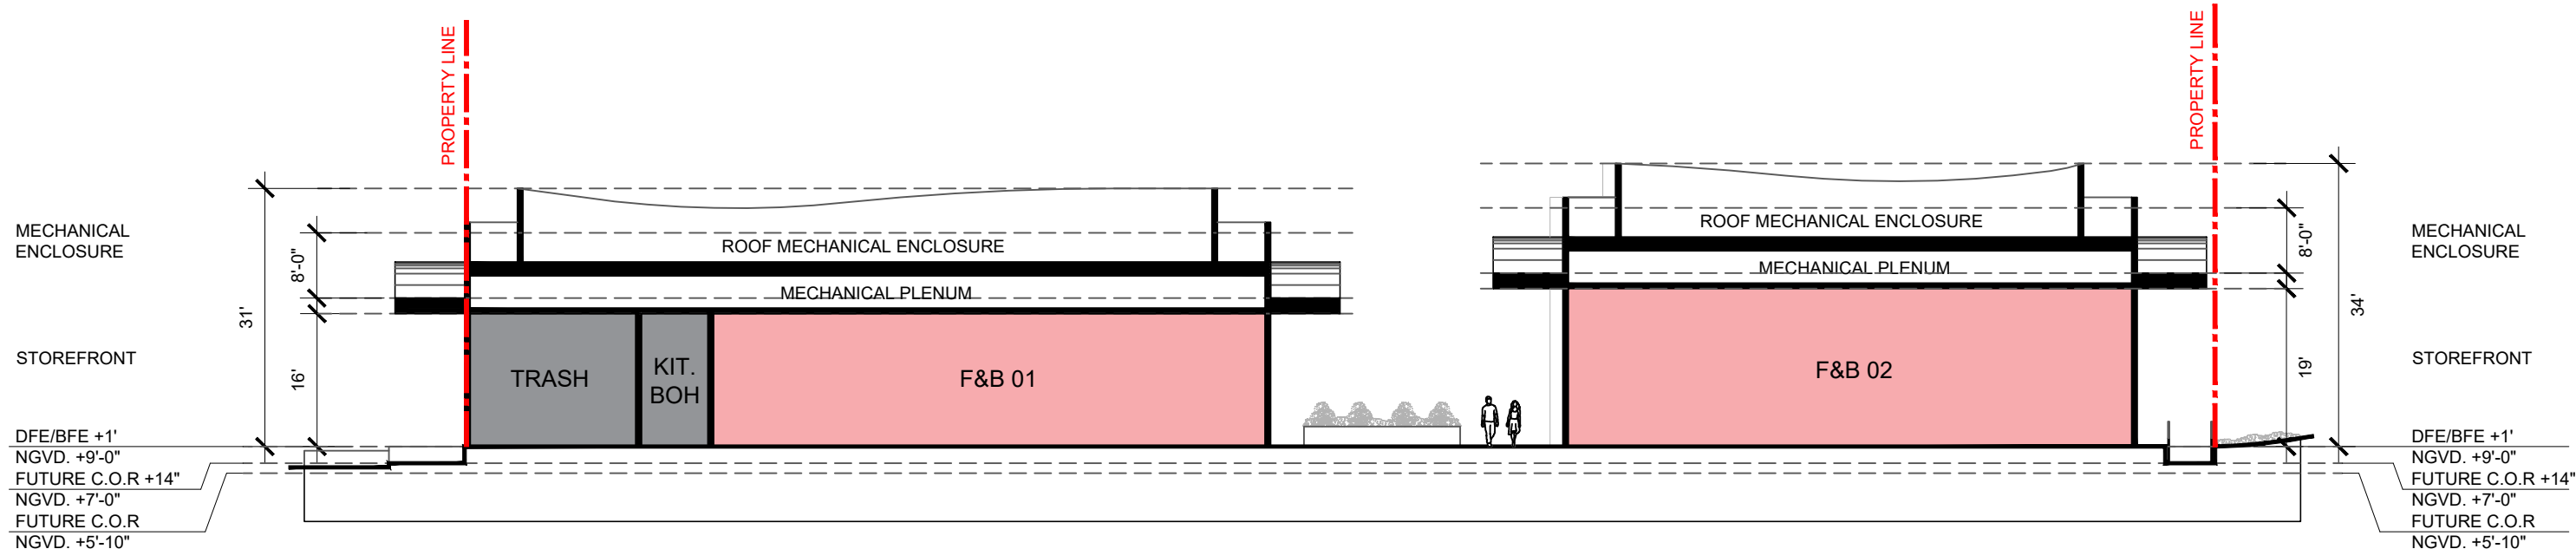 PROPERTY LINE
PROPERTY LINE
MECHANICAL
ENCLOSURE
8'-0"
31'
ROOF MECHANICAL ENCLOSURE
MECHANICAL PLENUM
ROOF MECHANICAL ENCLOSURE
MECHANICAL PLENUM
8'-0"
34'
MECHANICAL
ENCLOSURE
STOREFRONT
16'
TRASH
KIT.
BOH
F&B 01
F&B 02
19'
STOREFRONT
DFE/BFE +1'
NGVD. +9'-0"
FUTURE C.O.R +14"
NGVD. +7'-0"
FUTURE C.O.R
NGVD. +5'-10"
DFE/BFE +1'
NGVD. +9'-0"
FUTURE C.O.R +14"
NGVD. +7'-0"
FUTURE C.O.R
NGVD. +5'-10"